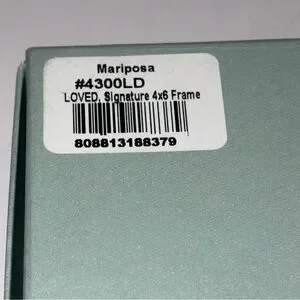 Mariposa
#4300LD
LOVED, Signature 4x6 Frame
808813188379